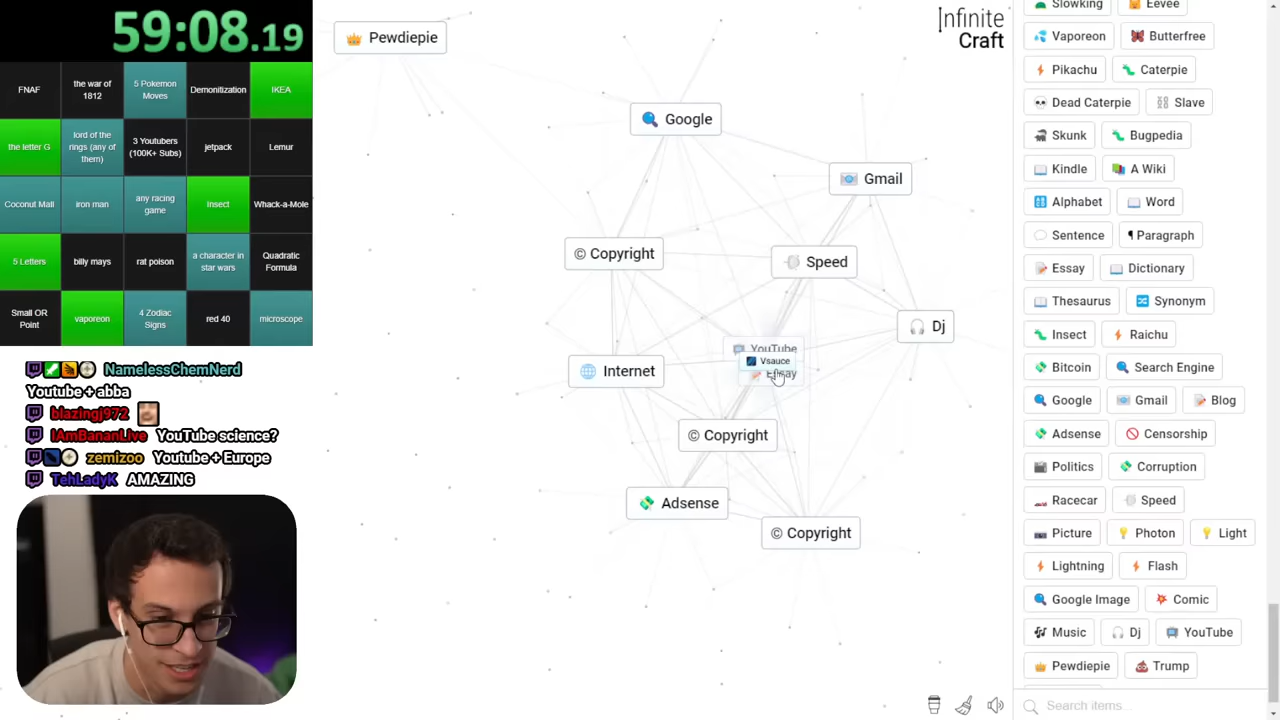 59:08.19
FNAF
the war of
1812
5 Pokemon
Moves
Demonitization
IKEA
the letter G
lord of the
rings (any of
them)
3 Youtubers
(100K+ Subs)
jetpack
Lemur
Coconut Mall
iron man
any racing
game
Insect
Whack-a-Mole
5 Letters
billy mays
rat poison
a character in
star wars
Quadratic
Formula
Small OR
Point
vaporeon
4 Zodiac
Signs
red 40
microscope
NamelessChemNerd
Youtube + abba
blazingj972
IAmBananLive YouTube science?
zemizoo Youtube + Europe
TehLadyK AMAZING
Infinite
Craft
Pewdiepie
Google
Gmail
© Copyright
Speed
Dj
YouTube
Vsauce
Essay
Internet
© Copyright
Adsense
© Copyright
Slowking
Eevee
Vaporeon
Butterfree
Pikachu
Caterpie
Dead Caterpie
Slave
Skunk
Bugpedia
Kindle
A Wiki
Alphabet
Word
Sentence
Paragraph
Essay
Dictionary
Thesaurus
Synonym
Insect
Raichu
Bitcoin
Search Engine
Google
Gmail
Blog
Adsense
Censorship
Politics
Corruption
Racecar
Speed
Picture
Photon
Light
Lightning
Flash
Google Image
Comic
Music
Dj
YouTube
Pewdiepie
Trump
Search items...